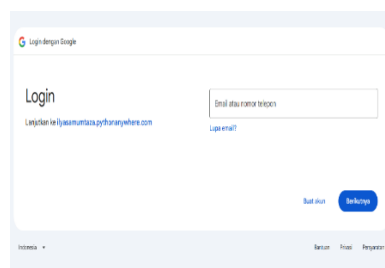 Login dengan Google
Login
Lanjutkan ke ilyasamumtaza.pythonanywhere.com
Email atau nomor telepon
Lupa email?
Buat akun
Berikutnya
Indonesia
Bantuan Privasi Persyaratan